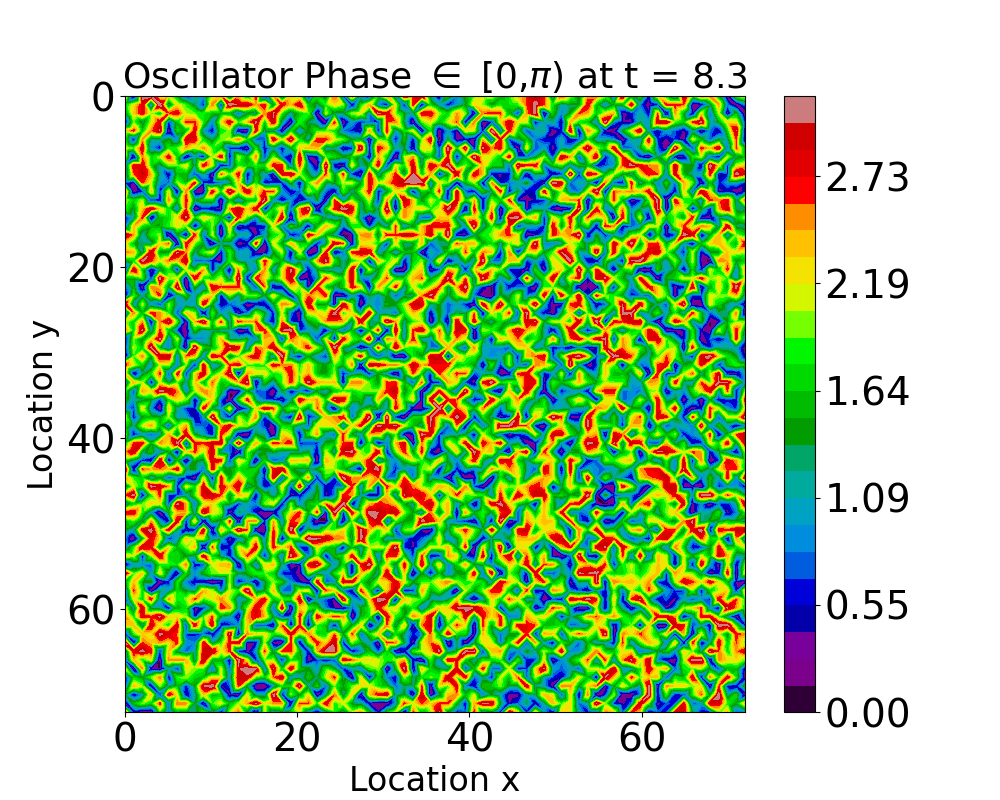 Oscillator Phase ∈ [0,π) at t = 8.3
0
20
40
60
Location y
0 20 40 60
Location x
2.73
2.19
1.64
1.09
0.55
0.00